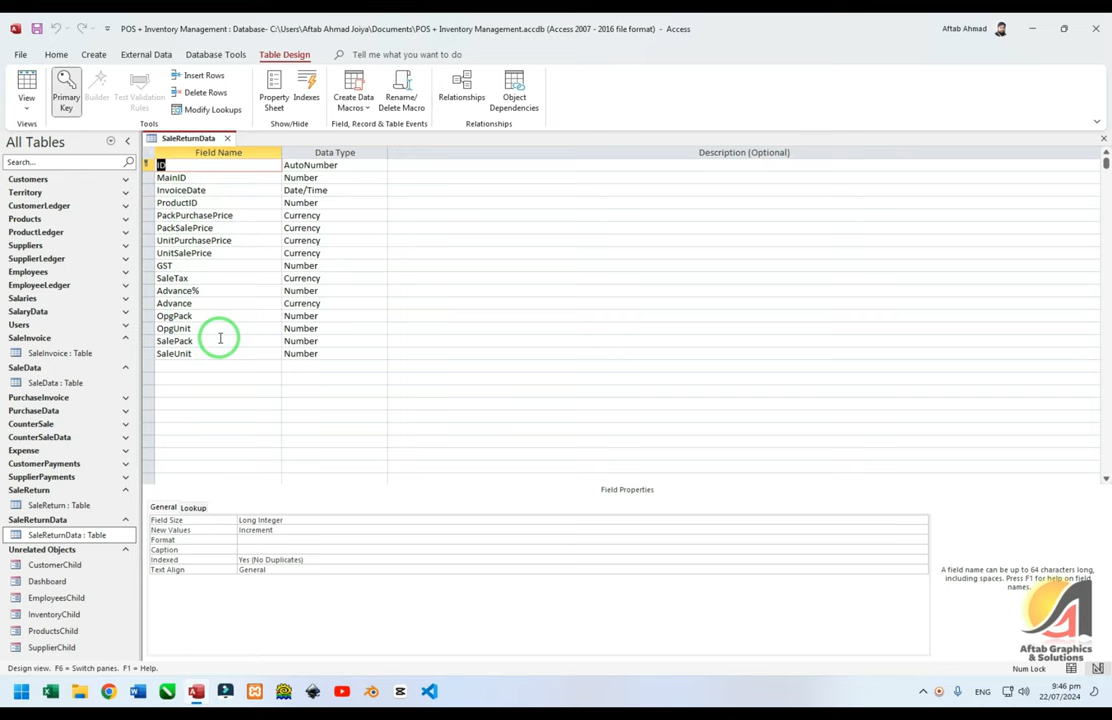 POS + Inventory Management : Database- C:\Users\Aftab Ahmad Joiya\Documents\POS + Inventory Management.accdb (Access 2007 - 2016 file format) - Access
Aftab Ahmad
File Home Create External Data Database Tools Table Design Tell me what you want to do
View
Views
Primary Key
Builder
Test Validation Rules
Insert Rows
Delete Rows
Modify Lookups
Tools
Property Sheet
Indexes
Show/Hide
Create Data Macros
Rename/ Delete Macro
Field, Record & Table Events
Relationships
Object Dependencies
Relationships
All Tables
Search...
Customers
Territory
CustomerLedger
Products
ProductLedger
Suppliers
SupplierLedger
Employees
EmployeeLedger
Salaries
SalaryData
Users
SaleInvoice
SaleInvoice : Table
SaleData
SaleData : Table
PurchaseInvoice
PurchaseData
CounterSale
CounterSaleData
Expense
CustomerPayments
SupplierPayments
SaleReturn
SaleReturn : Table
SaleReturnData
SaleReturnData : Table
Unrelated Objects
CustomerChild
Dashboard
EmployeesChild
InventoryChild
ProductsChild
SupplierChild
SaleReturnData
Field Name Data Type Description (Optional)
ID AutoNumber
MainID Number
InvoiceDate Date/Time
ProductID Number
PackPurchasePrice Currency
PackSalePrice Currency
UnitPurchasePrice Currency
UnitSalePrice Currency
GST Number
SaleTax Currency
Advance% Number
Advance Currency
OpgPack Number
OpgUnit Number
SalePack Number
SaleUnit Number
Field Properties
General Lookup
Field Size Long Integer
New Values Increment
Format
Caption
Indexed Yes (No Duplicates)
Text Align General
A field name can be up to 64 characters long, including spaces. Press F1 for help on field names.
Aftab Graphics
& Solutions
Design view. F6 = Switch panes. F1 = Help.
Num Lock
ENG
9:46 pm
22/07/2024